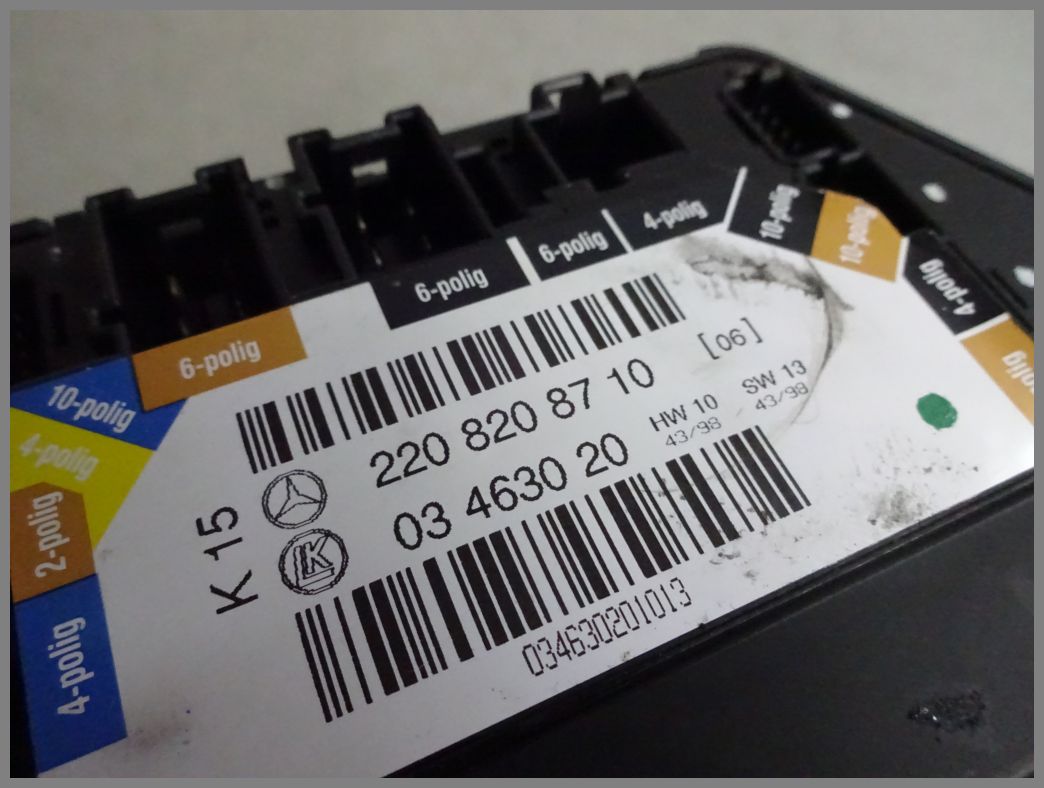 6-polig
6-polig
6-polig
4-polig
10-polig
10-polig
4-polig
10-polig
4-polig
2-polig
4-polig
K 15
220 820 87 10 [06]
03 4630 20
HW 10 SW 13
43/98 43/98
034630201013
LK